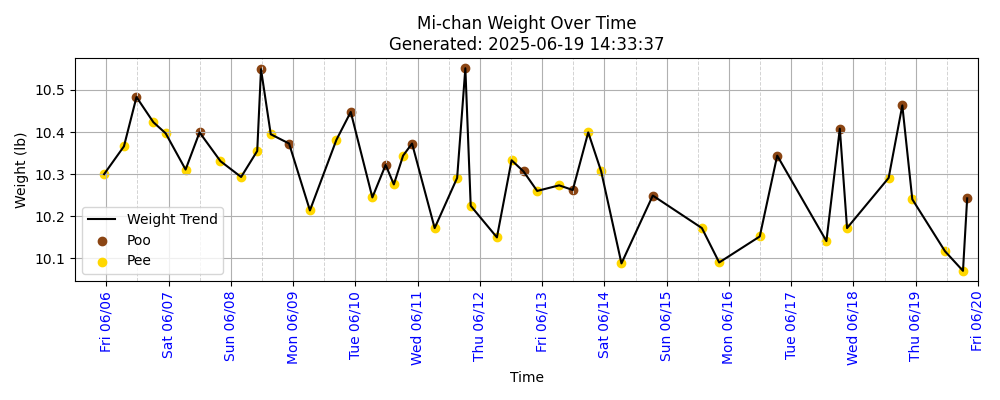 Mi-chan Weight Over Time
Generated: 2025-06-19 14:33:37
Weight (lb)
10.5
10.4
10.3
10.2
10.1
Weight Trend
Poo
Pee
Fri 06/06
Sat 06/07
Sun 06/08
Mon 06/09
Tue 06/10
Wed 06/11
Thu 06/12
Fri 06/13
Sat 06/14
Sun 06/15
Mon 06/16
Tue 06/17
Wed 06/18
Thu 06/19
Fri 06/20
Time